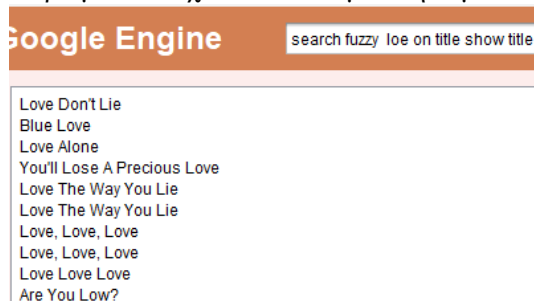 Google Engine
search fuzzy loe on title show title
Love Don't Lie
Blue Love
Love Alone
You'll Lose A Precious Love
Love The Way You Lie
Love The Way You Lie
Love, Love, Love
Love, Love, Love
Love Love Love
Are You Low?